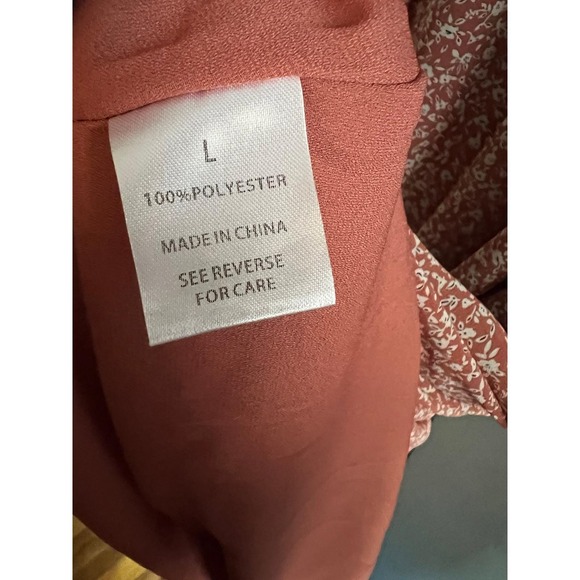 L
100%POLYESTER
MADE IN CHINA
SEE REVERSE
FOR CARE